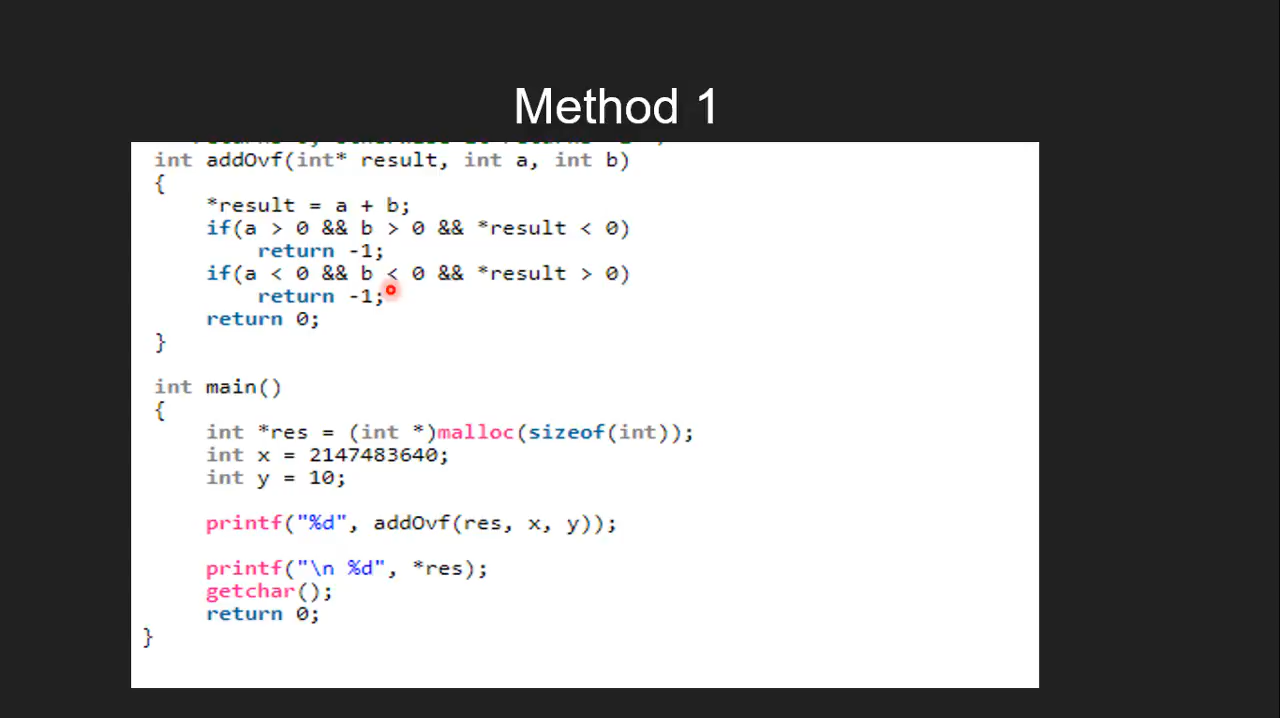 Method 1
int addOvf(int* result, int a, int b)
{
    *result = a + b;
    if(a > 0 && b > 0 && *result < 0)
        return -1;
    if(a < 0 && b < 0 && *result > 0)
        return -1;
    return 0;
}
int main()
{
    int *res = (int *)malloc(sizeof(int));
    int x = 2147483640;
    int y = 10;
    printf("%d", addOvf(res, x, y));
    printf("\n %d", *res);
    getchar();
    return 0;
}